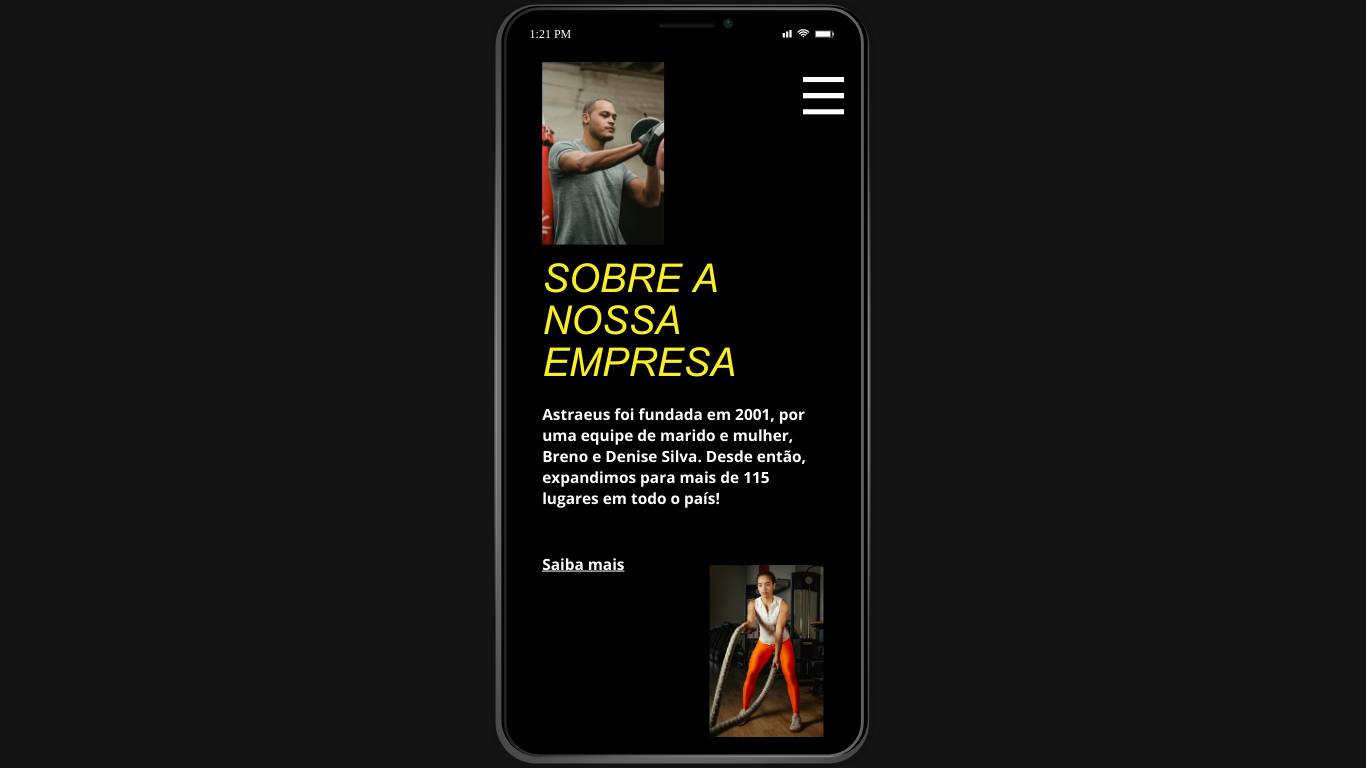 1:21 PM
SOBRE A
NOSSA
EMPRESA
Astraeus foi fundada em 2001, por
uma equipe de marido e mulher,
Breno e Denise Silva. Desde então,
expandimos para mais de 115
lugares em todo o país!
Saiba mais